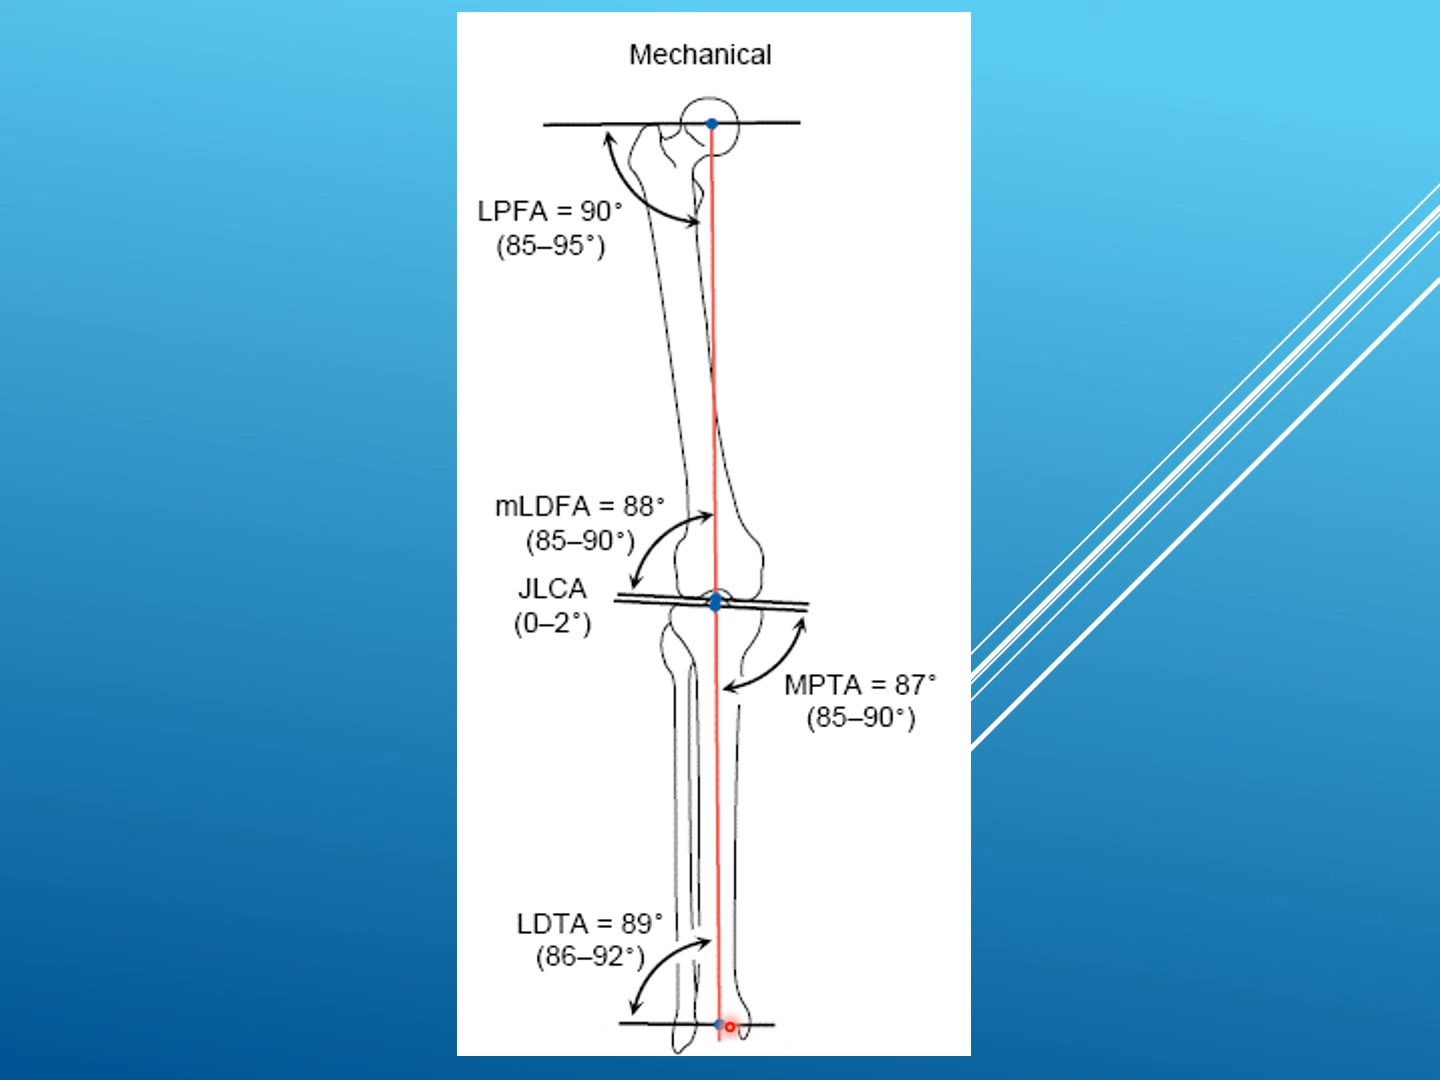 Mechanical
LPFA = 90°
(85–95°)
mLDFA = 88°
(85–90°)
JLCA
(0–2°)
MPTA = 87°
(85–90°)
LDTA = 89°
(86–92°)